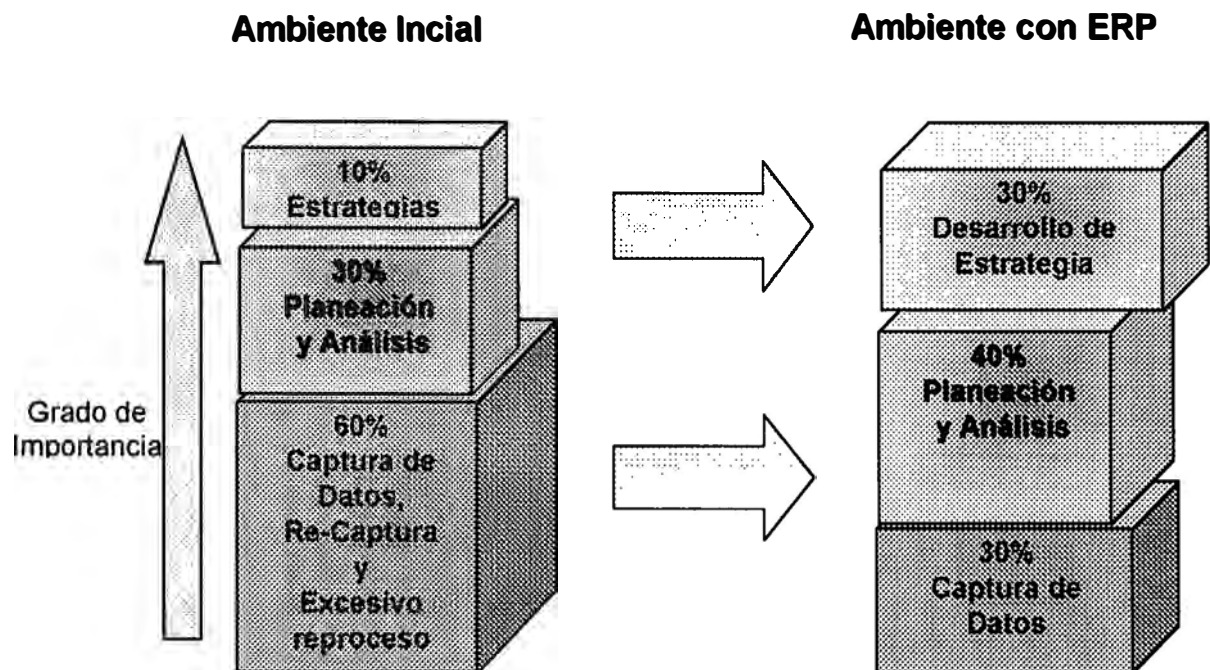 Ambiente Incial
Ambiente con ERP
10%
Estrategias
30%
Planeación
y Análisis
60%
Captura de
Datos,
Re-Captura
y
Excesivo
reproceso
Grado de
Importancia
30%
Desarrollo de
Estrategia
40%
Planeación
y Análisis
30%
Captura de
Datos